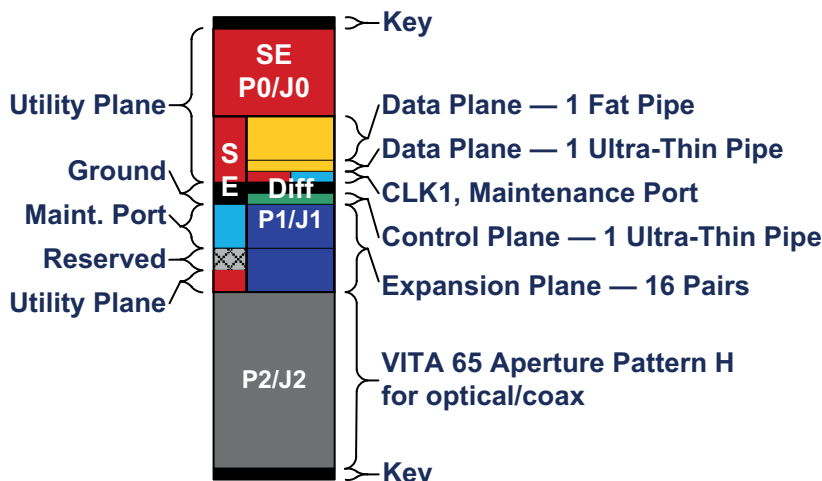 Key
SE
P0/J0
Utility Plane
Data Plane — 1 Fat Pipe
Data Plane — 1 Ultra-Thin Pipe
S
E
Ground
Diff
CLK1, Maintenance Port
Maint. Port
P1/J1
Control Plane — 1 Ultra-Thin Pipe
Reserved
Expansion Plane — 16 Pairs
Utility Plane
P2/J2
VITA 65 Aperture Pattern H
for optical/coax
Key